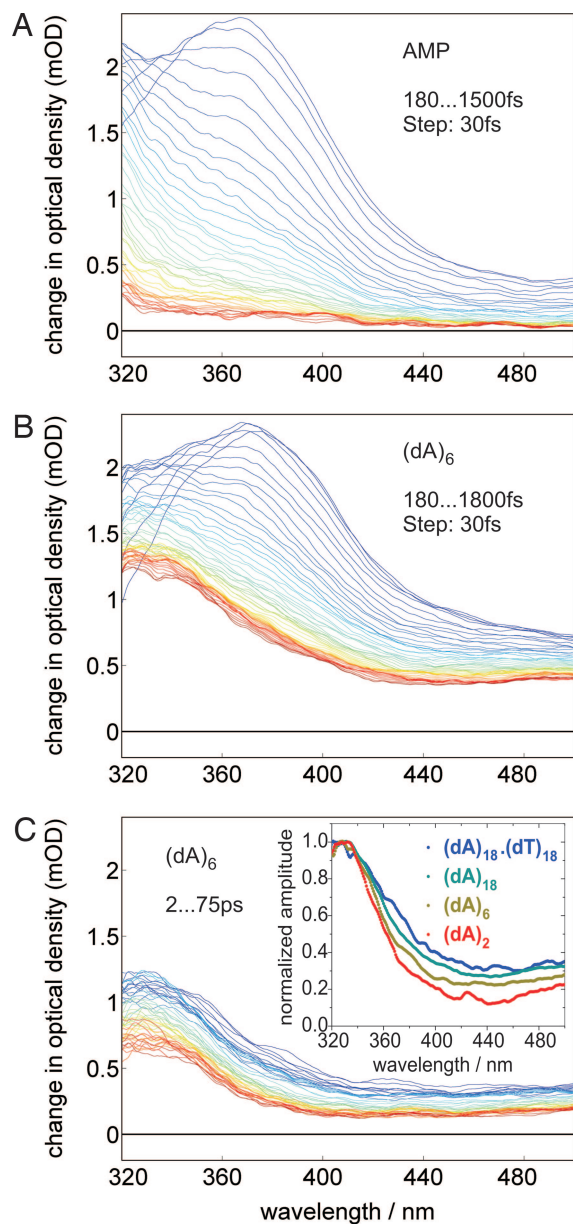 A
change in optical density (mOD)
2
1.5
1
0.5
0
AMP
180...1500fs
Step: 30fs
320 360 400 440 480
B
change in optical density (mOD)
2
1.5
1
0.5
0
(dA)6
180...1800fs
Step: 30fs
320 360 400 440 480
C
change in optical density (mOD)
2
1.5
1
0.5
0
(dA)6
2...75ps
normalized amplitude
1.0
0.8
0.6
0.4
0.2
0.0
(dA)18.(dT)18
(dA)18
(dA)6
(dA)2
320 360 400 440 480
wavelength / nm
320 360 400 440 480
wavelength / nm